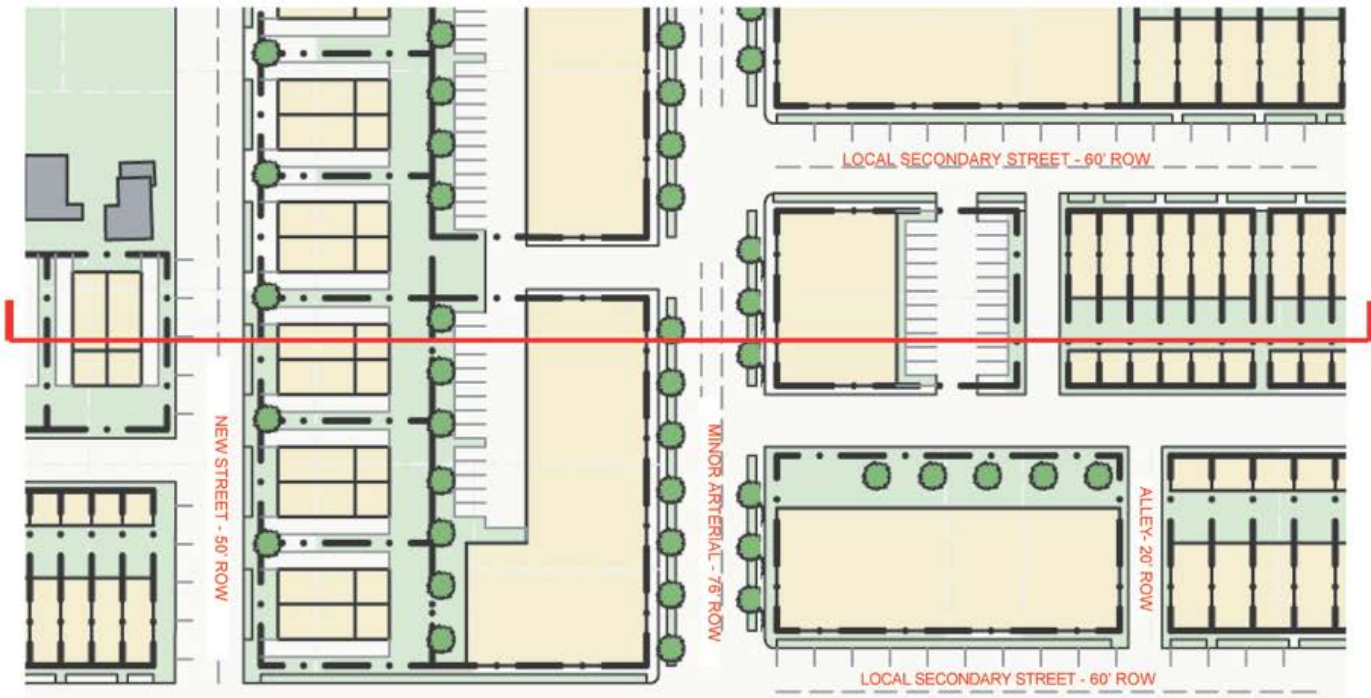 LOCAL SECONDARY STREET - 60' ROW
NEW STREET - 50' ROW
MINOR ARTERIAL - 76' ROW
ALLEY- 20' ROW
LOCAL SECONDARY STREET - 60' ROW